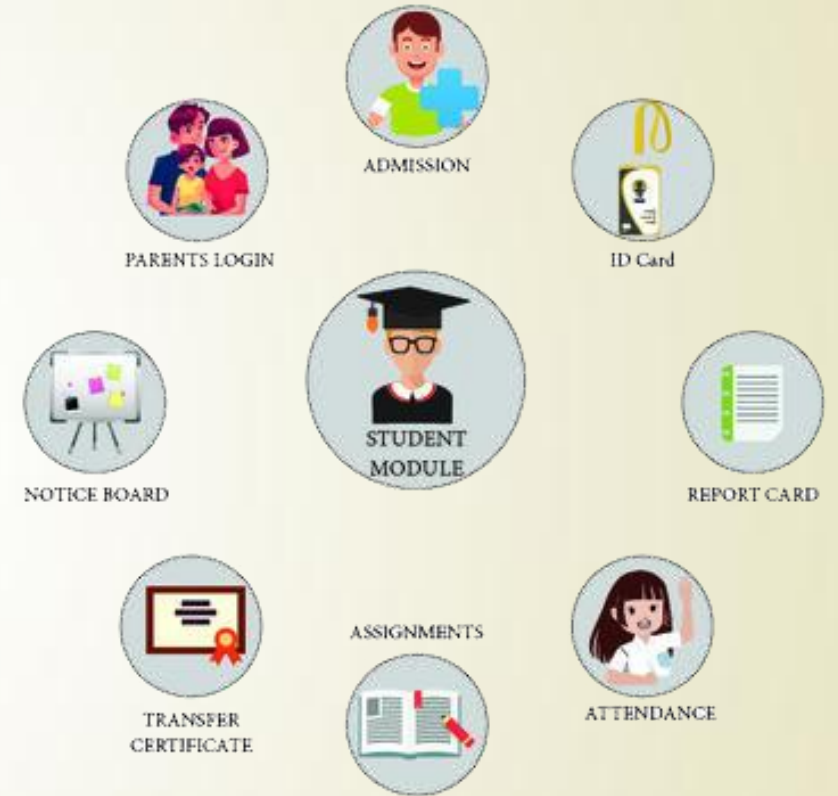 ADMISSION
PARENTS LOGIN
ID Card
STUDENT
MODULE
NOTICE BOARD
REPORT CARD
ASSIGNMENTS
TRANSFER
CERTIFICATE
ATTENDANCE